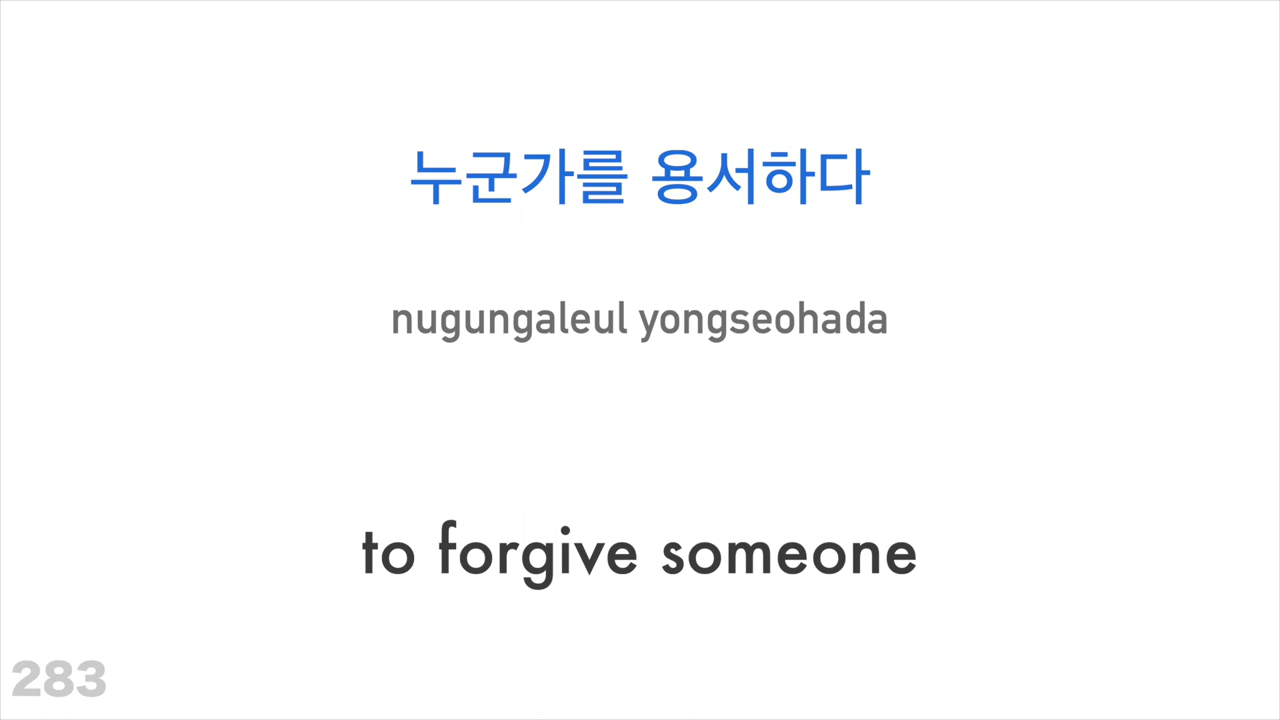 누군가를 용서하다
nugungaleul yongseohada
to forgive someone
283